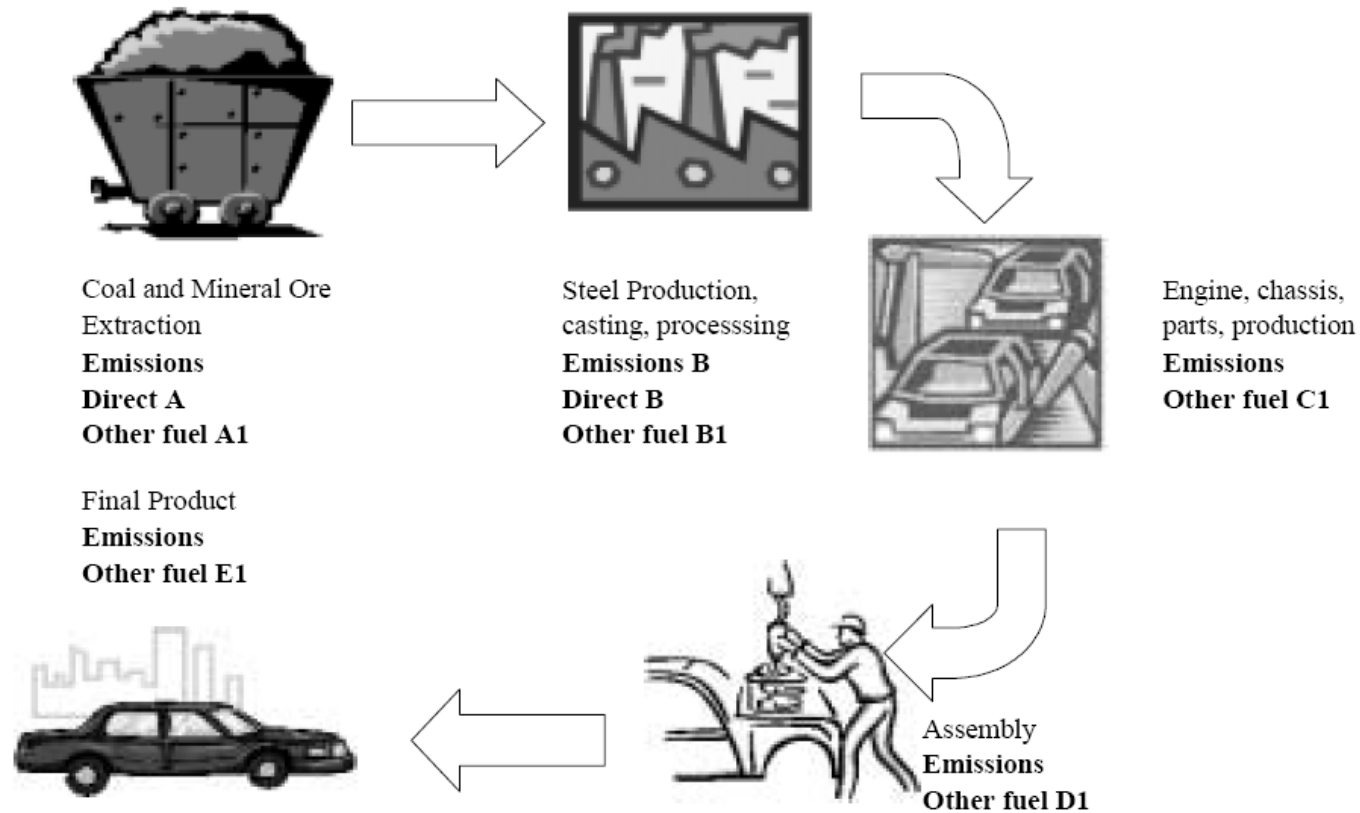 Coal and Mineral Ore
Extraction
Emissions
Direct A
Other fuel A1
Steel Production,
casting, processsing
Emissions B
Direct B
Other fuel B1
Engine, chassis,
parts, production
Emissions
Other fuel C1
Final Product
Emissions
Other fuel E1
Assembly
Emissions
Other fuel D1